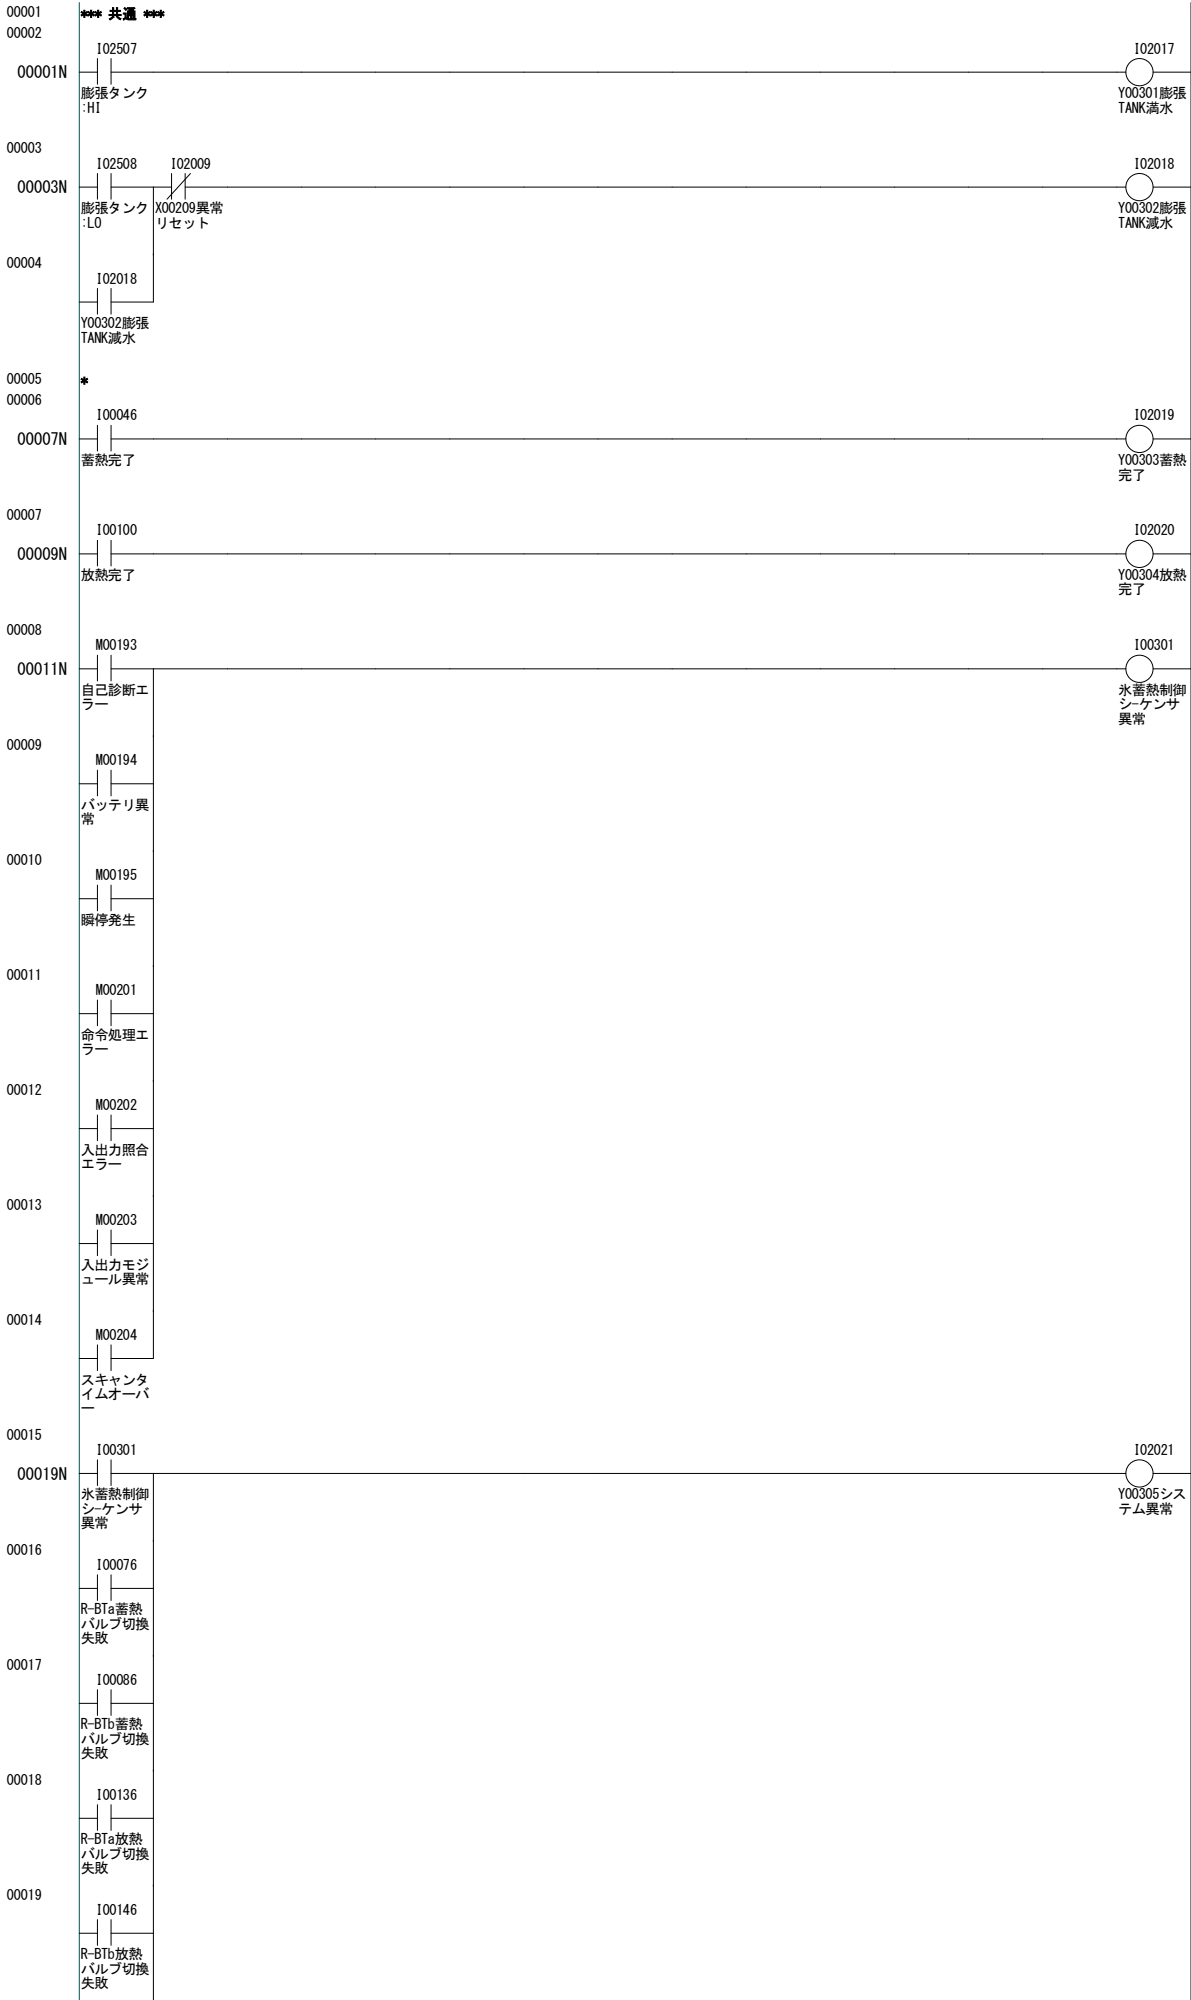 00001 *** 共通 ***
00002
I02507 I02017
00001N
膨張タンク Y00301膨張
:HI TANK満水
00003
I02508 I02009 I02018
00003N
膨張タンク X00209異常 Y00302膨張
:LO リセット TANK減水
00004
I02018
Y00302膨張
TANK減水
00005 *
00006
I00046 I02019
00007N
蓄熱完了 Y00303蓄熱
完了
00007
I00100 I02020
00009N
放熱完了 Y00304放熱
完了
00008
M00193 I00301
00011N
自己診断エ 氷蓄熱制御
ラー シーケンサ
異常
00009
M00194
バッテリ異
常
00010
M00195
瞬停発生
00011
M00201
命令処理エ
ラー
00012
M00202
入出力照合
エラー
00013
M00203
入出力モジ
ュール異常
00014
M00204
スキャンタ
イムオーバ
ー
00015
I00301 I02021
00019N
氷蓄熱制御 Y00305シス
シーケンサ テム異常
異常
00016
I00076
R-BTa蓄熱
バルブ切換
失敗
00017
I00086
R-BTb蓄熱
バルブ切換
失敗
00018
I00136
R-BTa放熱
バルブ切換
失敗
00019
I00146
R-BTb放熱
バルブ切換
失敗